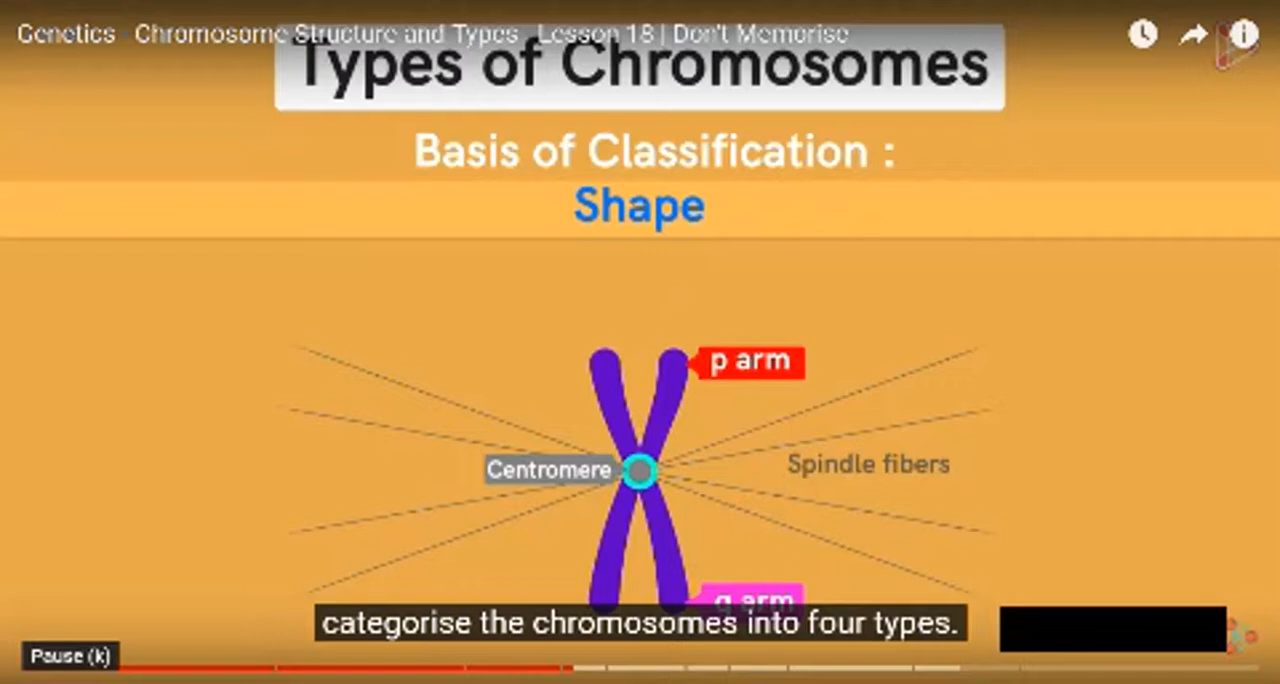 Genetics - Chromosome Structure and Types - Lesson 18 | Don't Memorise
Types of Chromosomes
Basis of Classification :
Shape
p arm
Centromere
Spindle fibers
q arm
categorise the chromosomes into four types.
Pause (k)